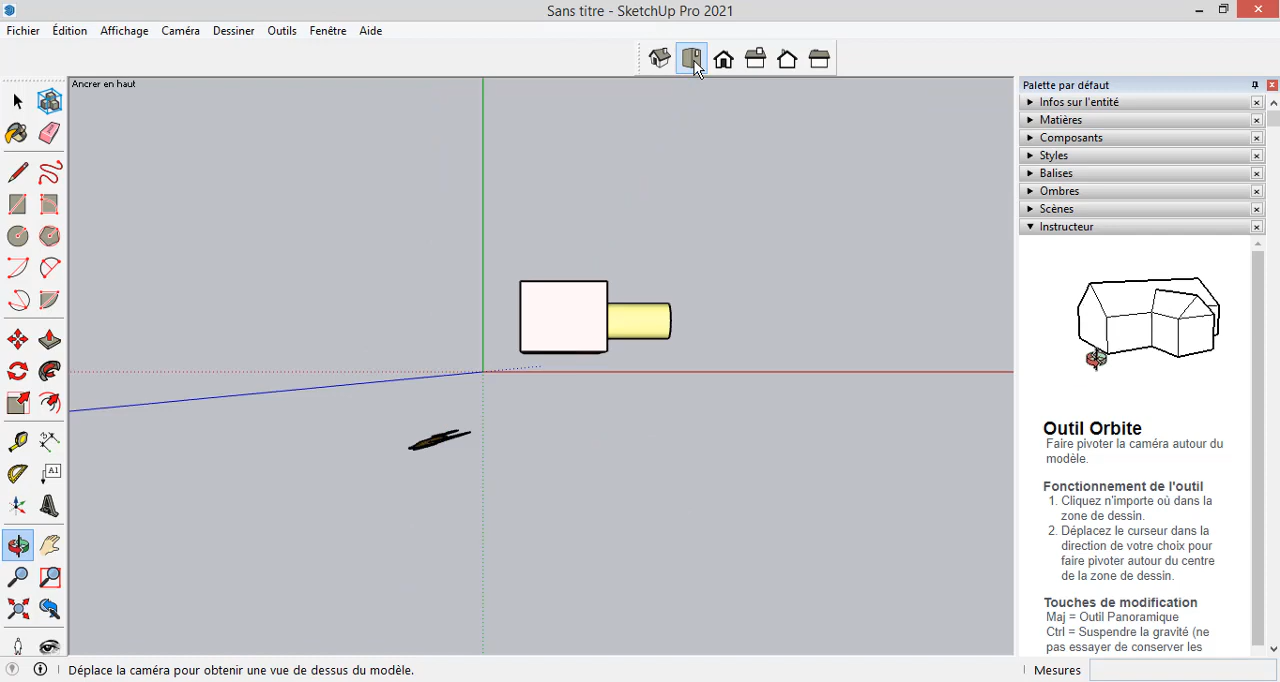 Sans titre - SketchUp Pro 2021
Fichier Édition Affichage Caméra Dessiner Outils Fenêtre Aide
Ancrer en haut
Palette par défaut
Infos sur l'entité
Matières
Composants
Styles
Balises
Ombres
Scènes
Instructeur
A1
Outil Orbite
Faire pivoter la caméra autour du
modèle.
Fonctionnement de l'outil
1. Cliquez n'importe où dans la
zone de dessin.
2. Déplacez le curseur dans la
direction de votre choix pour
faire pivoter autour du centre
de la zone de dessin.
Touches de modification
Maj = Outil Panoramique
Ctrl = Suspendre la gravité (ne
pas essayer de conserver les
Déplace la caméra pour obtenir une vue de dessus du modèle.
Mesures